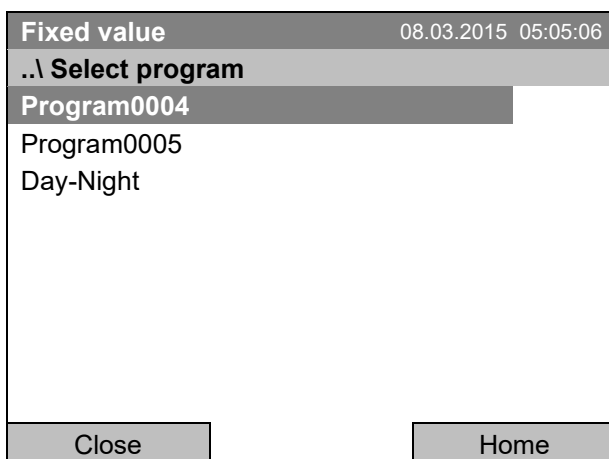 Fixed value 08.03.2015 05:05:06
..\ Select program
Program0004
Program0005
Day-Night
Close Home